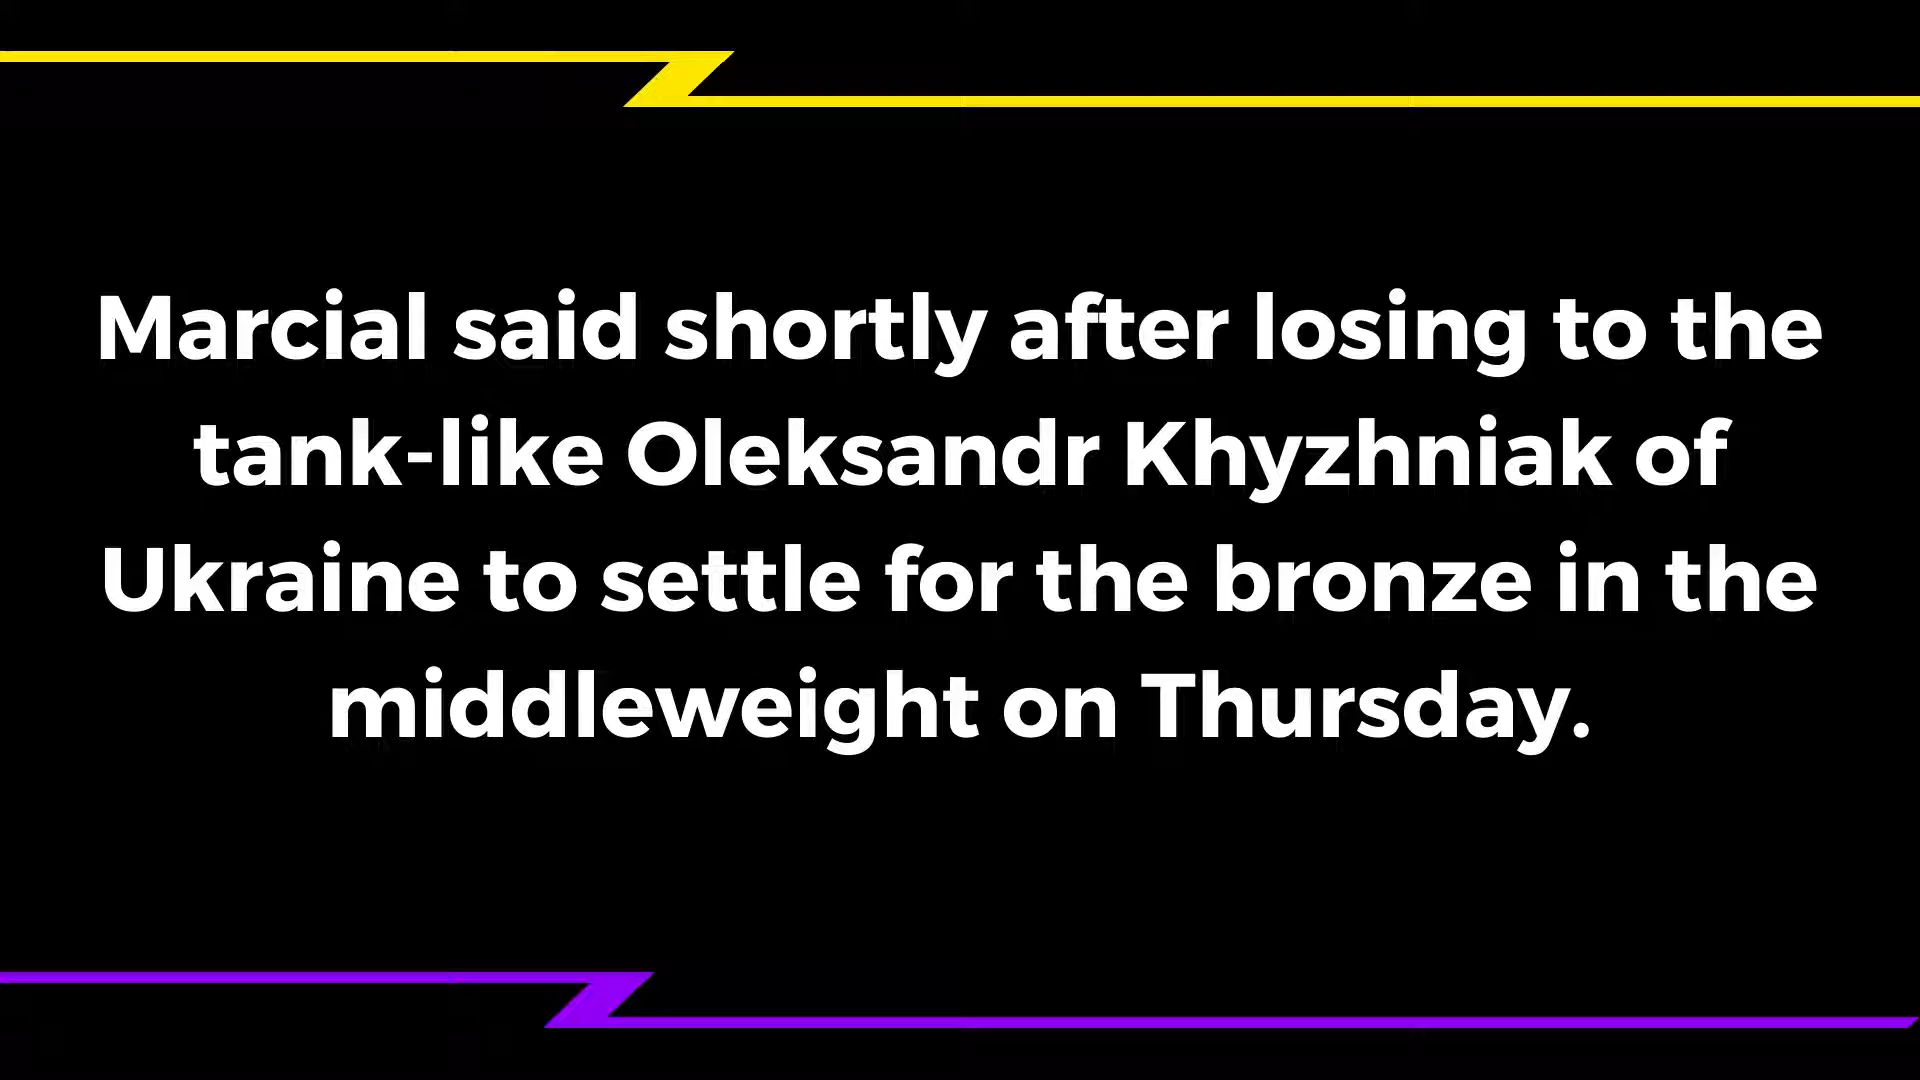 Marcial said shortly after losing to the
tank-like Oleksandr Khyzhniak of
Ukraine to settle for the bronze in the
middleweight on Thursday.